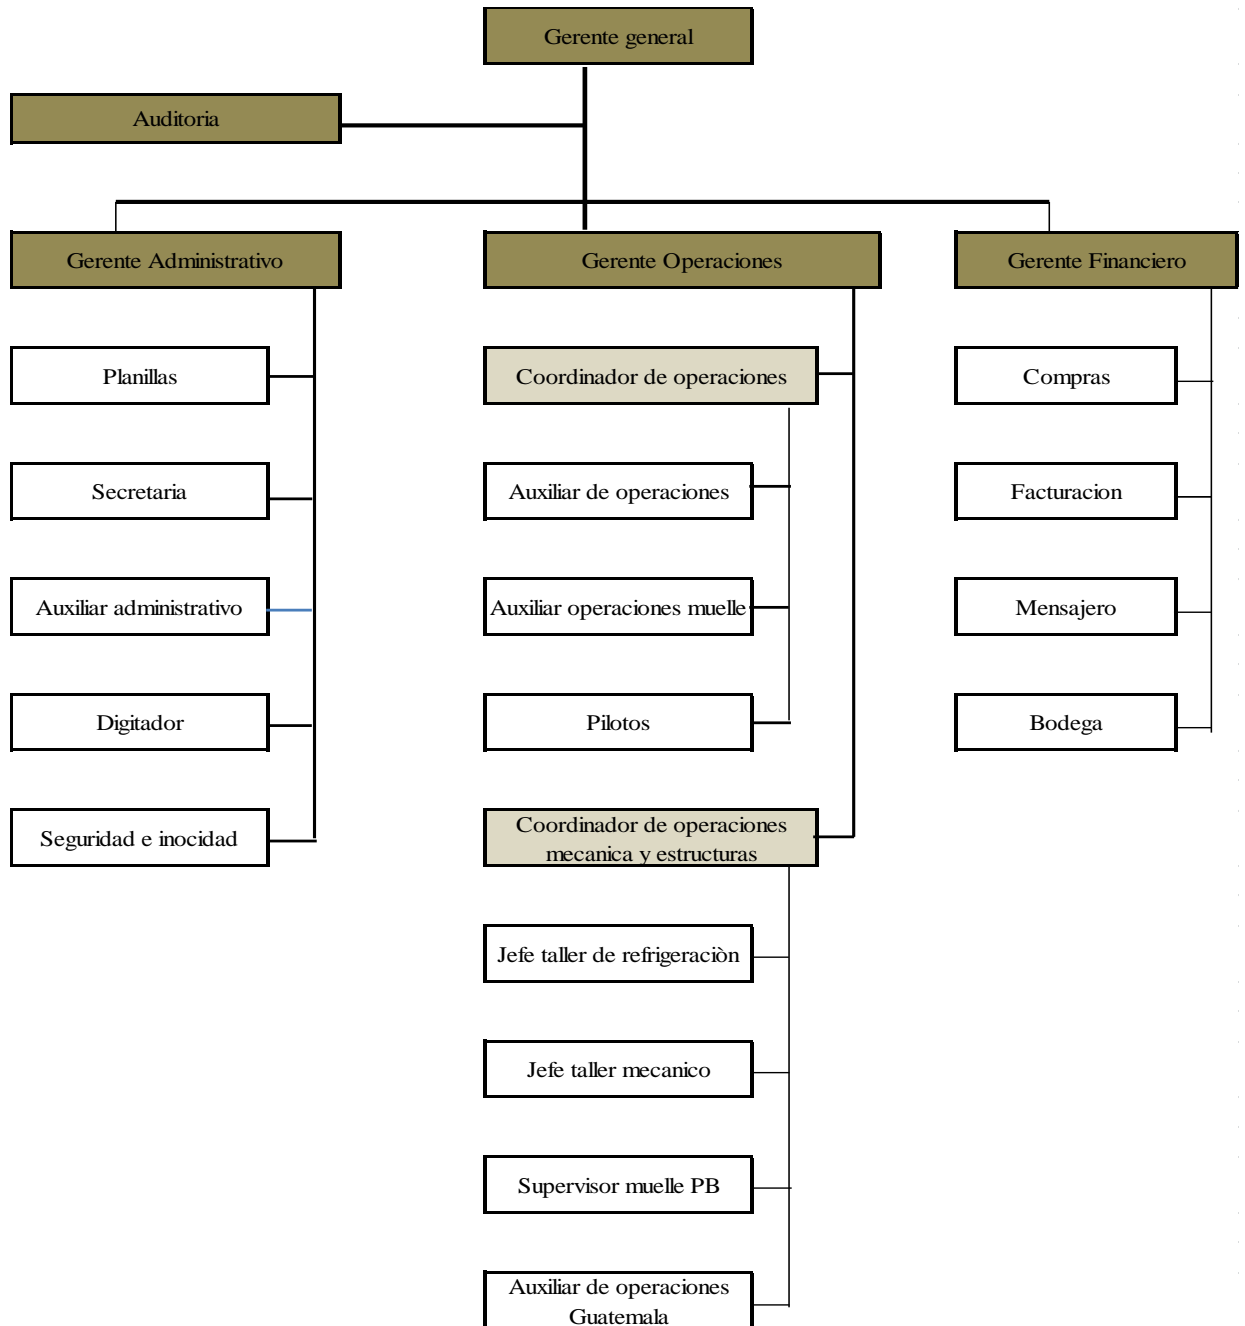 Gerente general
Auditoria
Gerente Administrativo
Gerente Operaciones
Gerente Financiero
Planillas
Coordinador de operaciones
Compras
Secretaria
Auxiliar de operaciones
Facturacion
Auxiliar administrativo
Auxiliar operaciones muelle
Mensajero
Digitador
Pilotos
Bodega
Seguridad e inocidad
Coordinador de operaciones
mecanica y estructuras
Jefe taller de refrigeraciòn
Jefe taller mecanico
Supervisor muelle PB
Auxiliar de operaciones
Guatemala